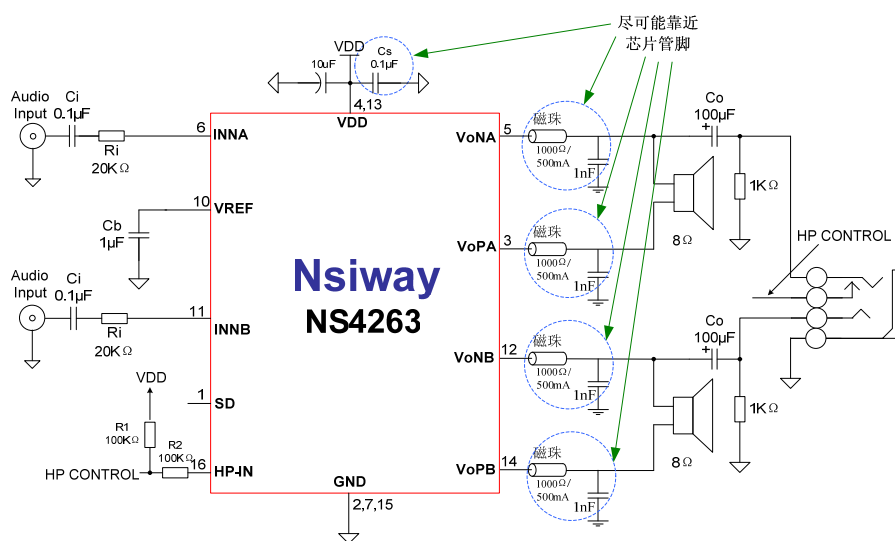 尽可能靠近
芯片管脚
VDD
10uF
Cs
0.1µF
4,13
VDD
Audio
Input
Ci
0.1µF
Ri
20KΩ
6
INNA
10
VREF
Cb
1µF
Audio
Input
Ci
0.1µF
Ri
20KΩ
11
INNB
VDD
1
SD
R1
100KΩ
R2
100KΩ
HP CONTROL
16
HP-IN
Nsiway
NS4263
GND
2,7,15
VoNA
5
磁珠
1000Ω/
500mA
1nF
VoPA
3
磁珠
1000Ω/
500mA
1nF
VoNB
12
磁珠
1000Ω/
500mA
1nF
VoPB
14
磁珠
1000Ω/
500mA
1nF
Co
100µF
+
1KΩ
8Ω
HP CONTROL
Co
100µF
+
1KΩ
8Ω